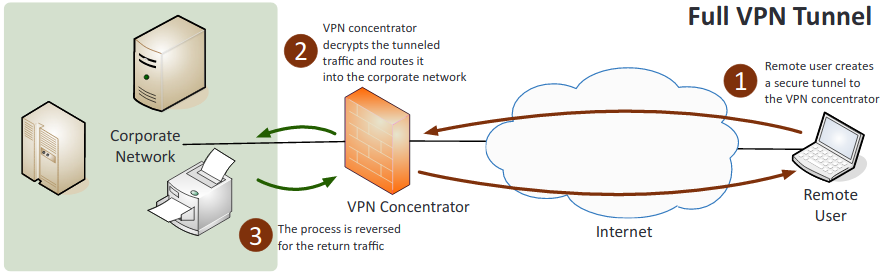 Full VPN Tunnel
1
Remote user creates
a secure tunnel to
the VPN concentrator
2
VPN concentrator
decrypts the tunneled
traffic and routes it
into the corporate network
Corporate
Network
VPN Concentrator
Internet
Remote
User
3
The process is reversed
for the return traffic